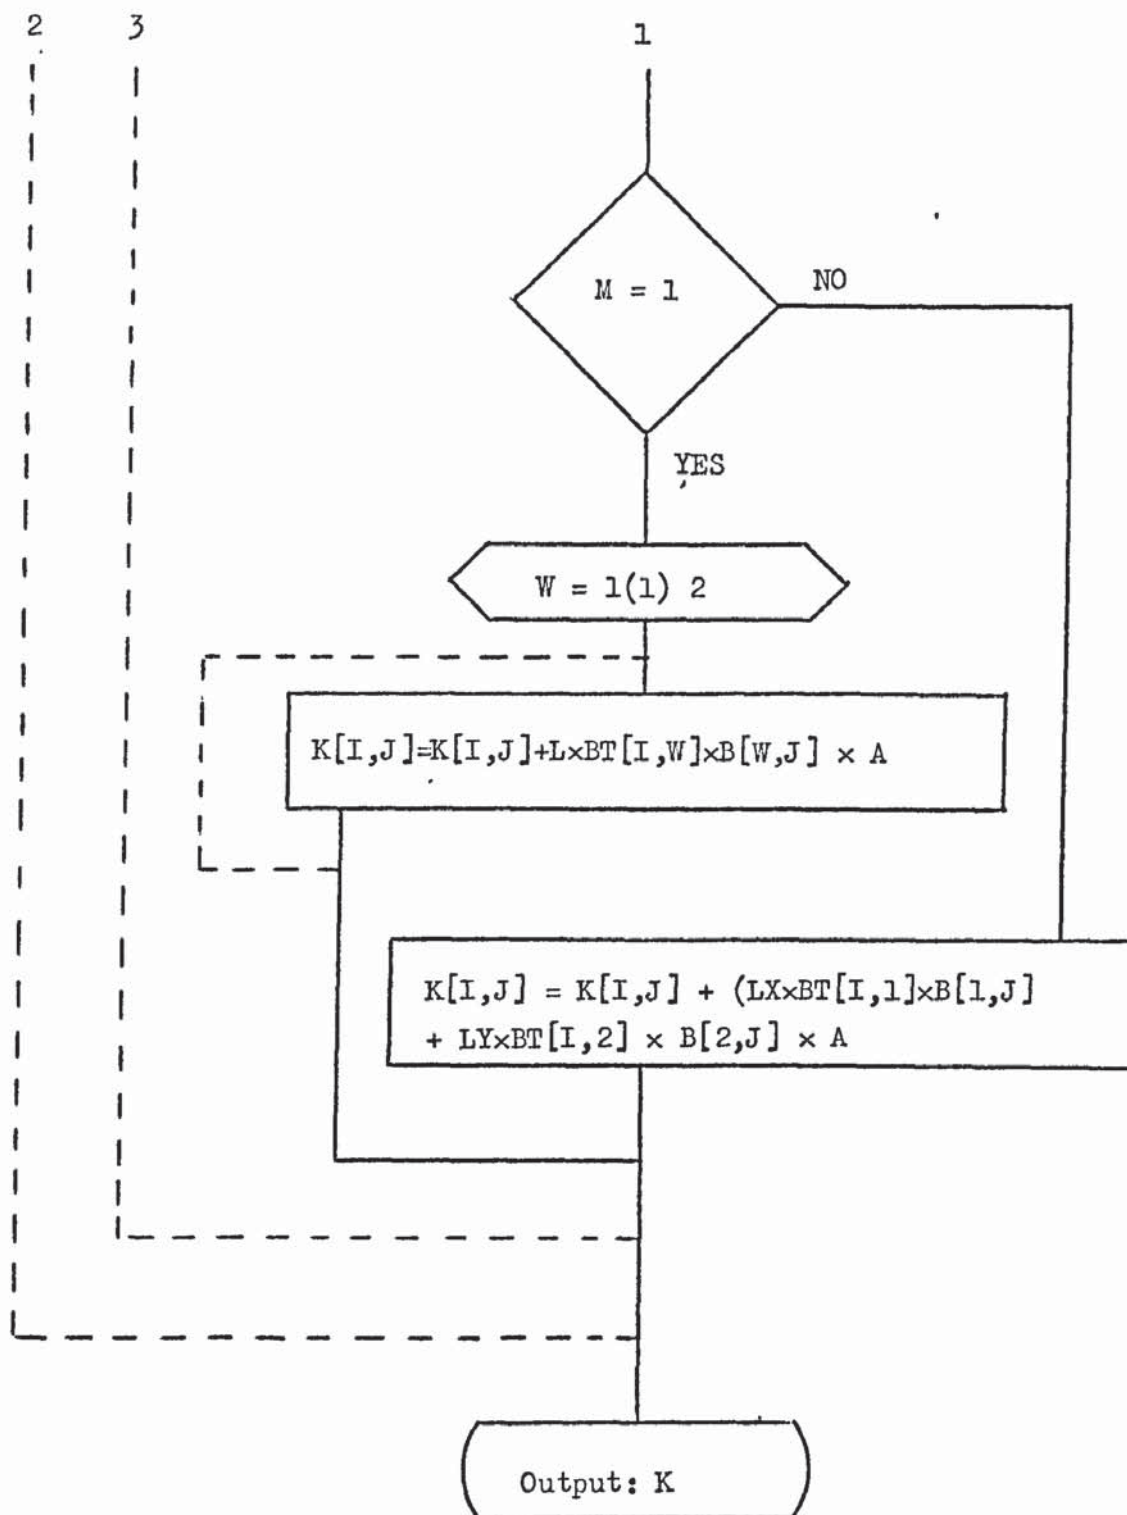 2 3 1
M = 1
NO
YES
W = 1(1) 2
K[I,J]=K[I,J]+L×BT[I,W]×B[W,J] × A
K[I,J] = K[I,J] + (LX×BT[I,1]×B[1,J]
+ LY×BT[I,2] × B[2,J] × A
Output: K